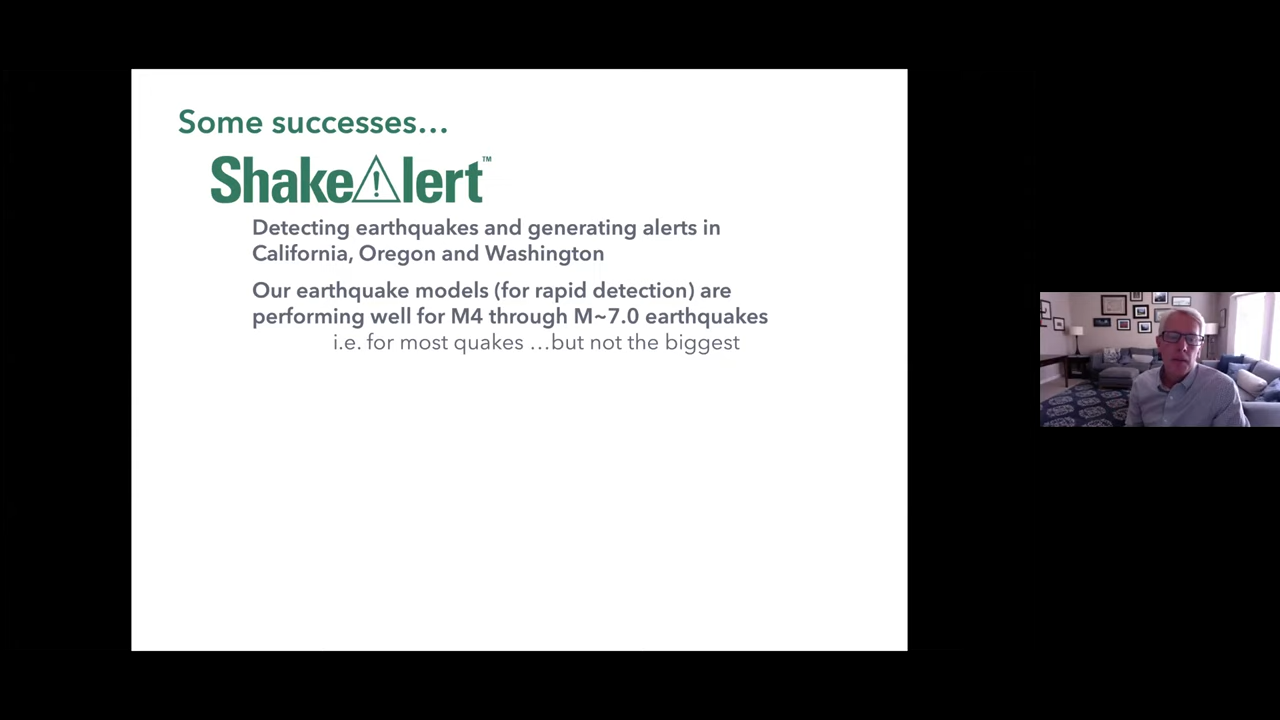 Some successes…
ShakeAlert™
Detecting earthquakes and generating alerts in
California, Oregon and Washington
Our earthquake models (for rapid detection) are
performing well for M4 through M~7.0 earthquakes
i.e. for most quakes …but not the biggest